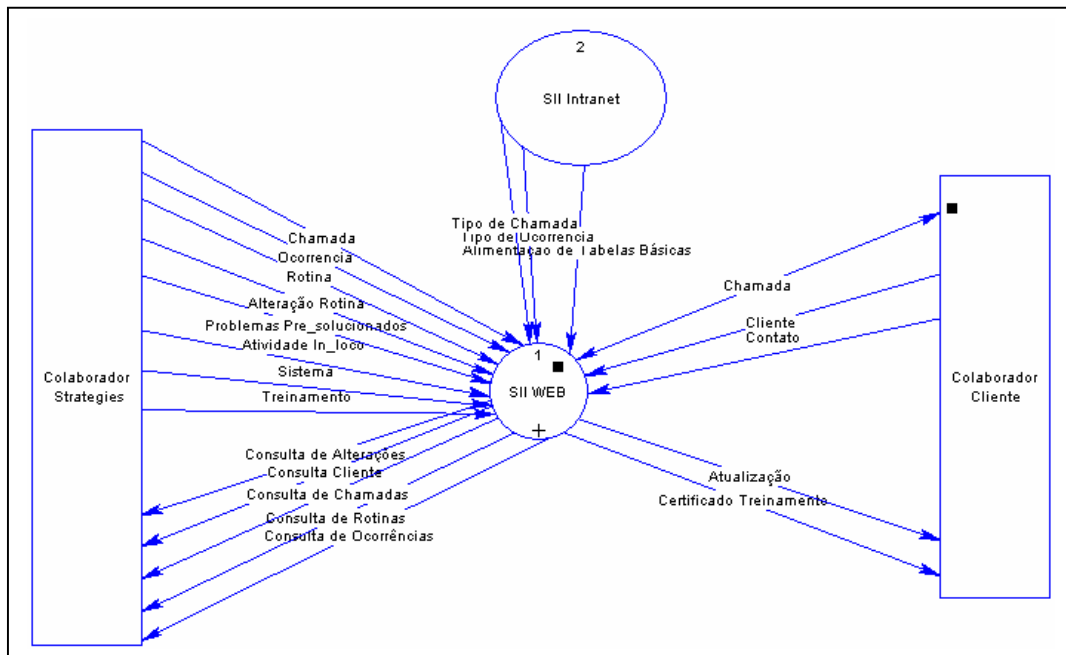 2
SII Intranet
Tipo de Chamada
Tipo de Ocorrencia
Alimentação de Tabelas Básicas
Colaborador
Strategies
Chamada
Ocorrencia
Rotina
Alteração Rotina
Problemas Pre_solucionados
Atividade In_loco
Sistema
Treinamento
Consulta de Alterações
Consulta Cliente
Consulta de Chamadas
Consulta de Rotinas
Consulta de Ocorrências
1
SII WEB
Chamada
Cliente
Contato
Atualização
Certificado Treinamento
Colaborador
Cliente